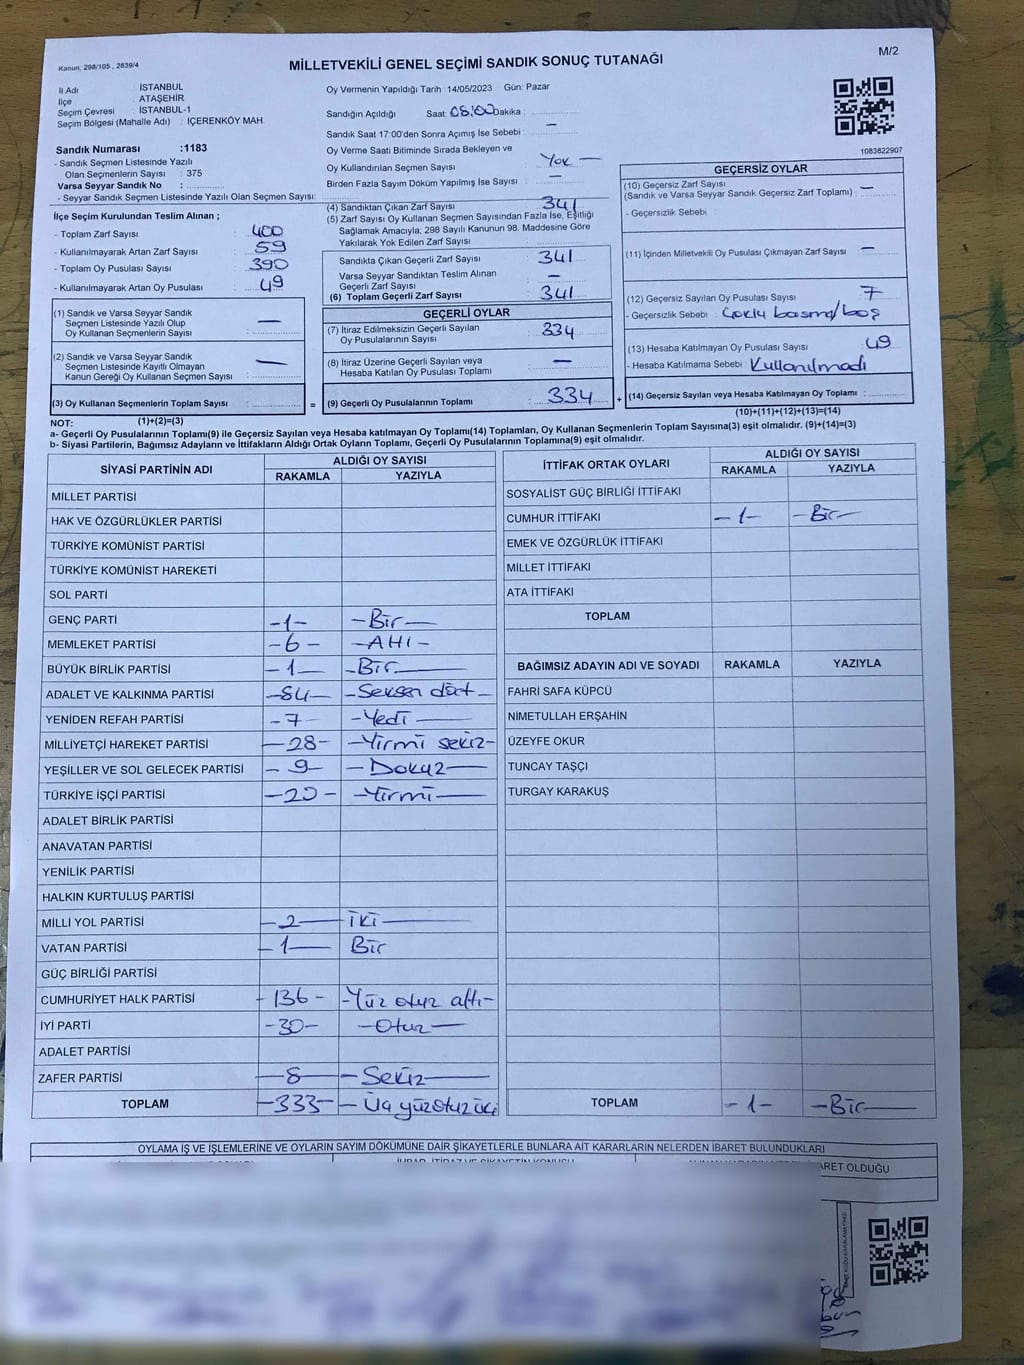 Kanun: 298/105 , 2839/4
M/2
MİLLETVEKİLİ GENEL SEÇİMİ SANDIK SONUÇ TUTANAĞI
İl Adı : İSTANBUL
İlçe : ATAŞEHİR
Seçim Çevresi : İSTANBUL-1
Seçim Bölgesi (Mahalle Adı) : İÇERENKÖY MAH
Sandık Numarası :1183
- Sandık Seçmen Listesinde Yazılı
Olan Seçmenlerin Sayısı : 375
Varsa Seyyar Sandık No :
- Seyyar Sandık Seçmen Listesinde Yazılı Olan Seçmen Sayısı:
İlçe Seçim Kurulundan Teslim Alınan ;
- Toplam Zarf Sayısı : 400
- Kullanılmayarak Artan Zarf Sayısı : 59
- Toplam Oy Pusulası Sayısı : 390
- Kullanılmayarak Artan Oy Pusulası : 49
(1) Sandık ve Varsa Seyyar Sandık
Seçmen Listesinde Yazılı Olup
Oy Kullanan Seçmenlerin Sayısı : —
(2) Sandık ve Varsa Seyyar Sandık
Seçmen Listesinde Kayıtlı Olmayan
Kanun Gereği Oy Kullanan Seçmen Sayısı : —
(3) Oy Kullanan Seçmenlerin Toplam Sayısı :
(1)+(2)=(3)
Oy Vermenin Yapıldığı Tarih :14/05/2023 Gün: Pazar
Sandığın Açıldığı Saat: 08:00 Dakika :
Sandık Saat 17:00'den Sonra Açımış İse Sebebi : —
Oy Verme Saati Bitiminde Sırada Bekleyen ve
Oy Kullandırılan Seçmen Sayısı : Yok —
Birden Fazla Sayım Döküm Yapılmış İse Sayısı : —
(4) Sandıktan Çıkan Zarf Sayısı : 341
(5) Zarf Sayısı Oy Kullanan Seçmen Sayısından Fazla İse, Eşitliği
Sağlamak Amacıyla; 298 Sayılı Kanunun 98. Maddesine Göre
Yakılarak Yok Edilen Zarf Sayısı :
Sandıkta Çıkan Geçerli Zarf Sayısı : 341
Varsa Seyyar Sandıktan Teslim Alınan
Geçerli Zarf Sayısı : —
(6) Toplam Geçerli Zarf Sayısı : 341
GEÇERLİ OYLAR
(7) İtiraz Edilmeksizin Geçerli Sayılan
Oy Pusulalarının Sayısı : 334
(8) İtiraz Üzerine Geçerli Sayılan veya
Hesaba Katılan Oy Pusulası Toplamı : —
= (9) Geçerli Oy Pusulalarının Toplamı : 334 +
1083822907
GEÇERSİZ OYLAR
(10) Geçersiz Zarf Sayısı
(Sandık ve Varsa Seyyar Sandık Geçersiz Zarf Toplamı) : —
- Geçersizlik Sebebi :
(11) İçinden Milletvekili Oy Pusulası Çıkmayan Zarf Sayısı : —
(12) Geçersiz Sayılan Oy Pusulası Sayısı : 7
- Geçersizlik Sebebi : Çoklu basma/boş
(13) Hesaba Katılmayan Oy Pusulası Sayısı : 49
- Hesaba Katılmama Sebebi : Kullanılmadı
(14) Geçersiz Sayılan veya Hesaba Katılmayan Oy Toplamı :
(10)+(11)+(12)+(13)=(14)
NOT:
a- Geçerli Oy Pusulalarının Toplamı(9) ile Geçersiz Sayılan veya Hesaba katılmayan Oy Toplamı(14) Toplamları, Oy Kullanan Seçmenlerin Toplam Sayısına(3) eşit olmalıdır. (9)+(14)=(3)
b- Siyasi Partilerin, Bağımsız Adayların ve İttifakların Aldığı Ortak Oyların Toplamı, Geçerli Oy Pusulalarının Toplamına(9) eşit olmalıdır.
SİYASİ PARTİNİN ADI ALDIĞI OY SAYISI
RAKAMLA YAZIYLA
MİLLET PARTİSİ
HAK VE ÖZGÜRLÜKLER PARTİSİ
TÜRKİYE KOMÜNİST PARTİSİ
TÜRKİYE KOMÜNİST HAREKETİ
SOL PARTİ
GENÇ PARTİ -1- -Bir-
MEMLEKET PARTİSİ -6- -AltI-
BÜYÜK BİRLİK PARTİSİ -1- -Bir-
ADALET VE KALKINMA PARTİSİ -84- -Seksen dört-
YENİDEN REFAH PARTİSİ -7- -Yedi-
MİLLİYETÇİ HAREKET PARTİSİ -28- -Yirmi sekiz-
YEŞİLLER VE SOL GELECEK PARTİSİ -9- -Dokuz-
TÜRKİYE İŞÇİ PARTİSİ -20- -Yirmi-
ADALET BİRLİK PARTİSİ
ANAVATAN PARTİSİ
YENİLİK PARTİSİ
HALKIN KURTULUŞ PARTİSİ
MİLLİ YOL PARTİSİ -2- İki-
VATAN PARTİSİ -1- Bir
GÜÇ BİRLİĞİ PARTİSİ
CUMHURİYET HALK PARTİSİ -136- -Yüz otuz altı-
İYİ PARTİ -30- -Otuz-
ADALET PARTİSİ
ZAFER PARTİSİ -8- -Sekiz-
TOPLAM -333- -Üç yüz otuz üç
İTTİFAK ORTAK OYLARI ALDIĞI OY SAYISI
RAKAMLA YAZIYLA
SOSYALİST GÜÇ BİRLİĞİ İTTİFAKI
CUMHUR İTTİFAKI -1- -Bir-
EMEK VE ÖZGÜRLÜK İTTİFAKI
MİLLET İTTİFAKI
ATA İTTİFAKI
TOPLAM
BAĞIMSIZ ADAYIN ADI VE SOYADI RAKAMLA YAZIYLA
FAHRİ SAFA KÜPCÜ
NİMETULLAH ERŞAHİN
ÜZEYFE OKUR
TUNCAY TAŞÇI
TURGAY KARAKUŞ
TOPLAM -1- -Bir-
OYLAMA İŞ VE İŞLEMLERİNE VE OYLARIN SAYIM DÖKÜMÜNE DAİR ŞİKAYETLERLE BUNLARA AİT KARARLARIN NELERDEN İBARET BULUNDUKLARI
İHBAR, İTİRAZ VE ŞİKAYETİN KONUSU
ARET OLDUĞU